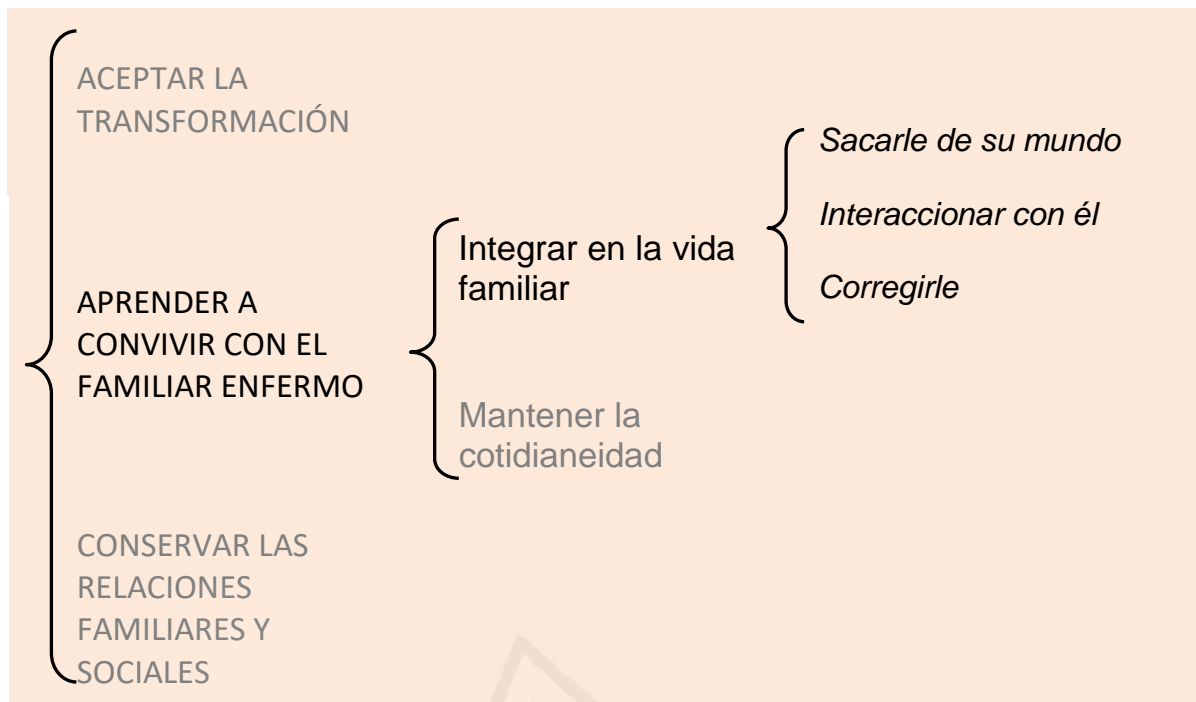 ACEPTAR LA
TRANSFORMACIÓN
APRENDER A
CONVIVIR CON EL
FAMILIAR ENFERMO
CONSERVAR LAS
RELACIONES
FAMILIARES Y
SOCIALES
Integrar en la vida
familiar
Mantener la
cotidianeidad
Sacarle de su mundo
Interaccionar con él
Corregirle